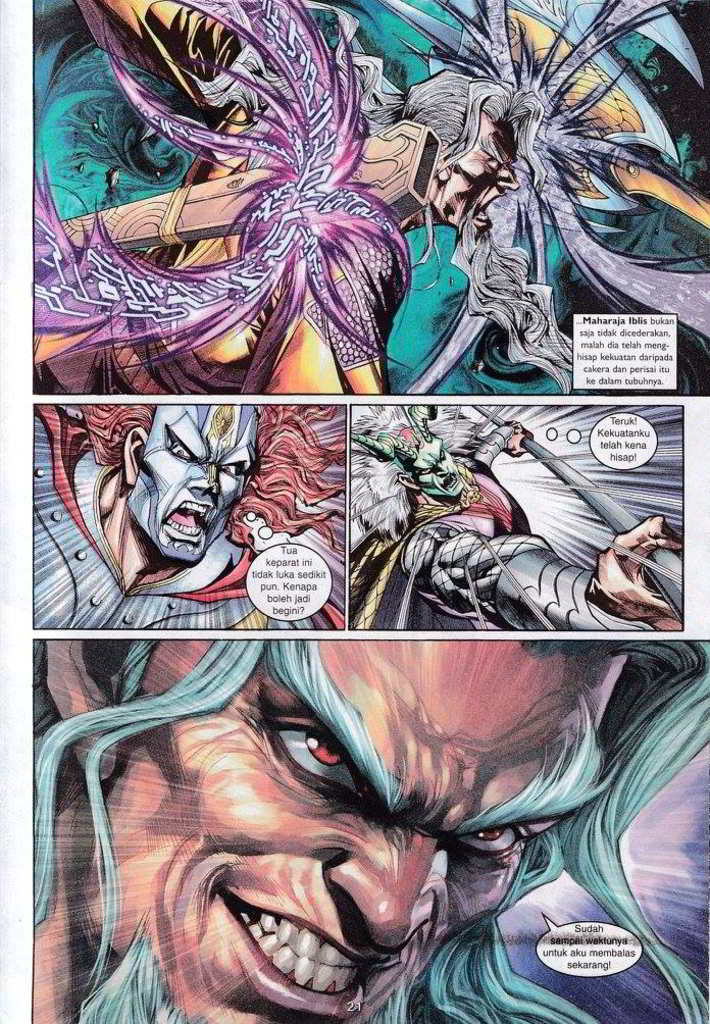 ...Maharaja Iblis bukan
saja tidak dicederakan,
malah dia telah meng-
hisap kekuatan daripada
cakera dan perisai itu
ke dalam tubuhnya.
Tua
keparat ini
tidak luka sedikit
pun. Kenapa
boleh jadi
begini?
Teruk!
Kekuatanku
telah kena
hisap!
Sudah
sampai waktunya
untuk aku membalas
sekarang!
21